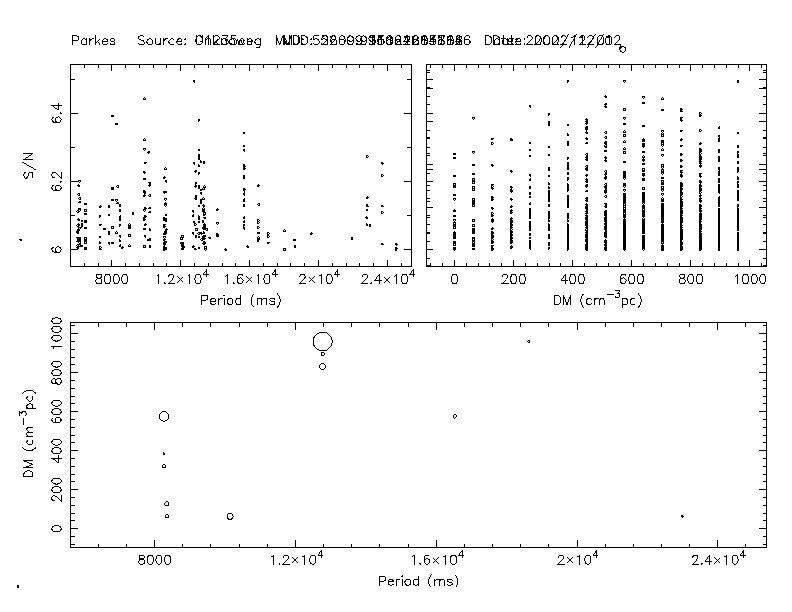 Parkes Source:
S/N
6.4
6.2
6
8000 1.2×10⁴ 1.6×10⁴ 2×10⁴ 2.4×10⁴
Period (ms)
0 200 400 600 800 1000
DM (cm⁻³pc)
DM (cm⁻³pc)
1000
800
600
400
200
0
8000 1.2×10⁴ 1.6×10⁴ 2×10⁴ 2.4×10⁴
Period (ms)